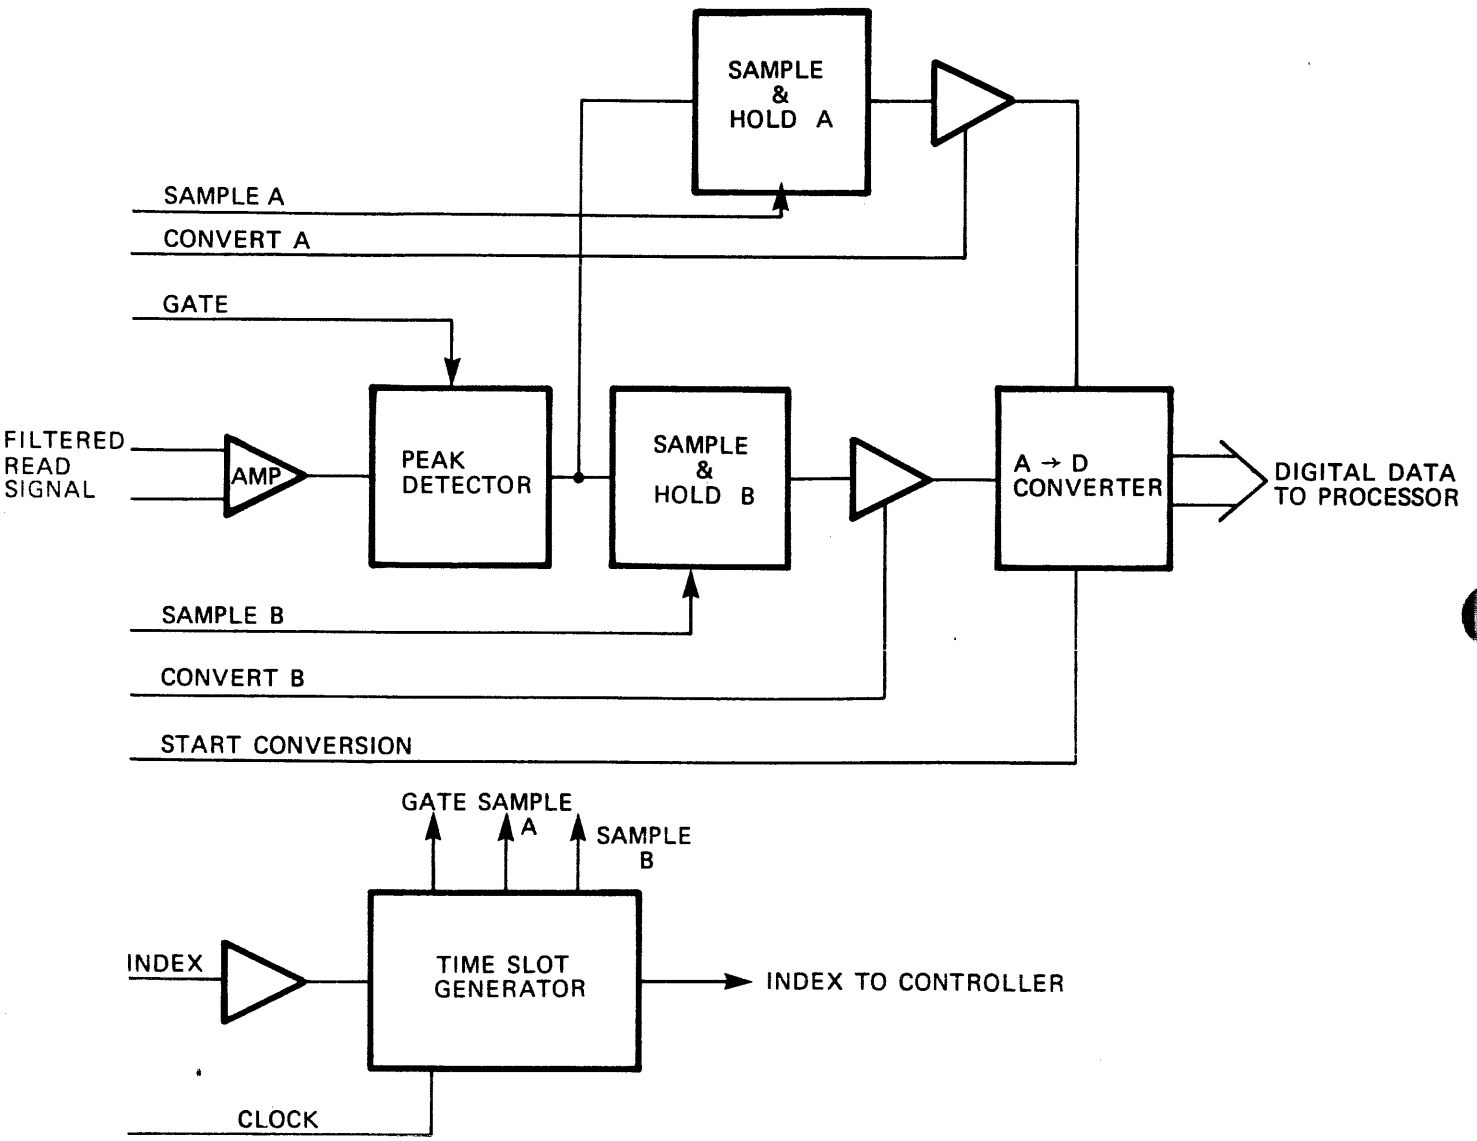 SAMPLE
&
HOLD A
SAMPLE A
CONVERT A
GATE
FILTERED
READ
SIGNAL
AMP
PEAK
DETECTOR
SAMPLE
&
HOLD B
A → D
CONVERTER
DIGITAL DATA
TO PROCESSOR
SAMPLE B
CONVERT B
START CONVERSION
GATE SAMPLE
A
SAMPLE
B
INDEX
TIME SLOT
GENERATOR
INDEX TO CONTROLLER
CLOCK